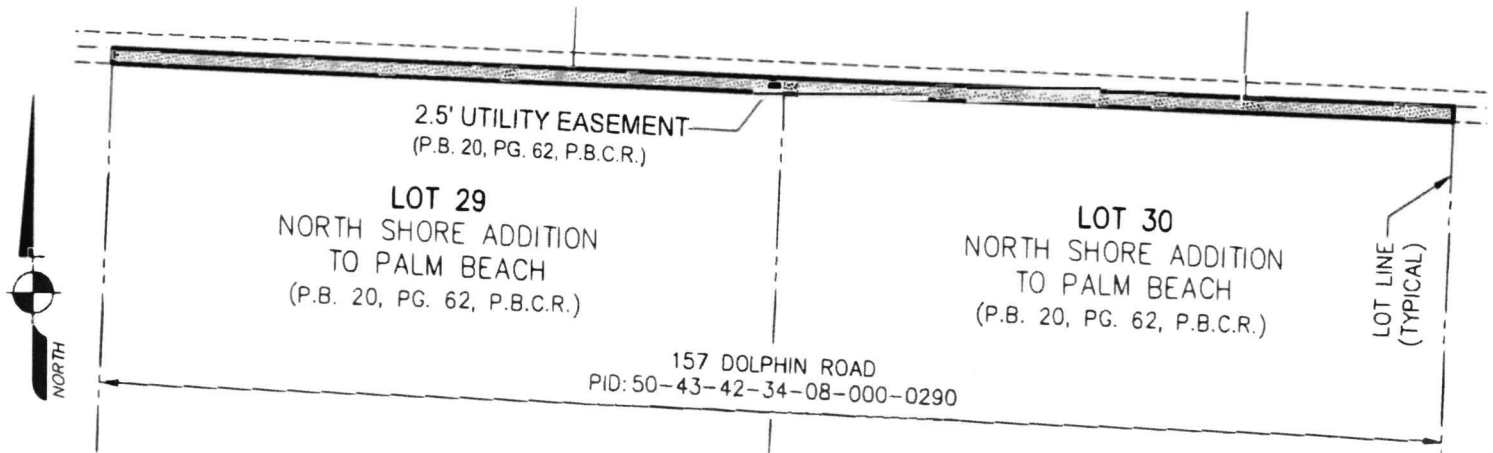 2.5' UTILITY EASEMENT
(P.B. 20, PG. 62, P.B.C.R.)
LOT 29
NORTH SHORE ADDITION
TO PALM BEACH
(P.B. 20, PG. 62, P.B.C.R.)
LOT 30
NORTH SHORE ADDITION
TO PALM BEACH
(P.B. 20, PG. 62, P.B.C.R.)
LOT LINE
(TYPICAL)
NORTH
157 DOLPHIN ROAD
PID: 50-43-42-34-08-000-0290